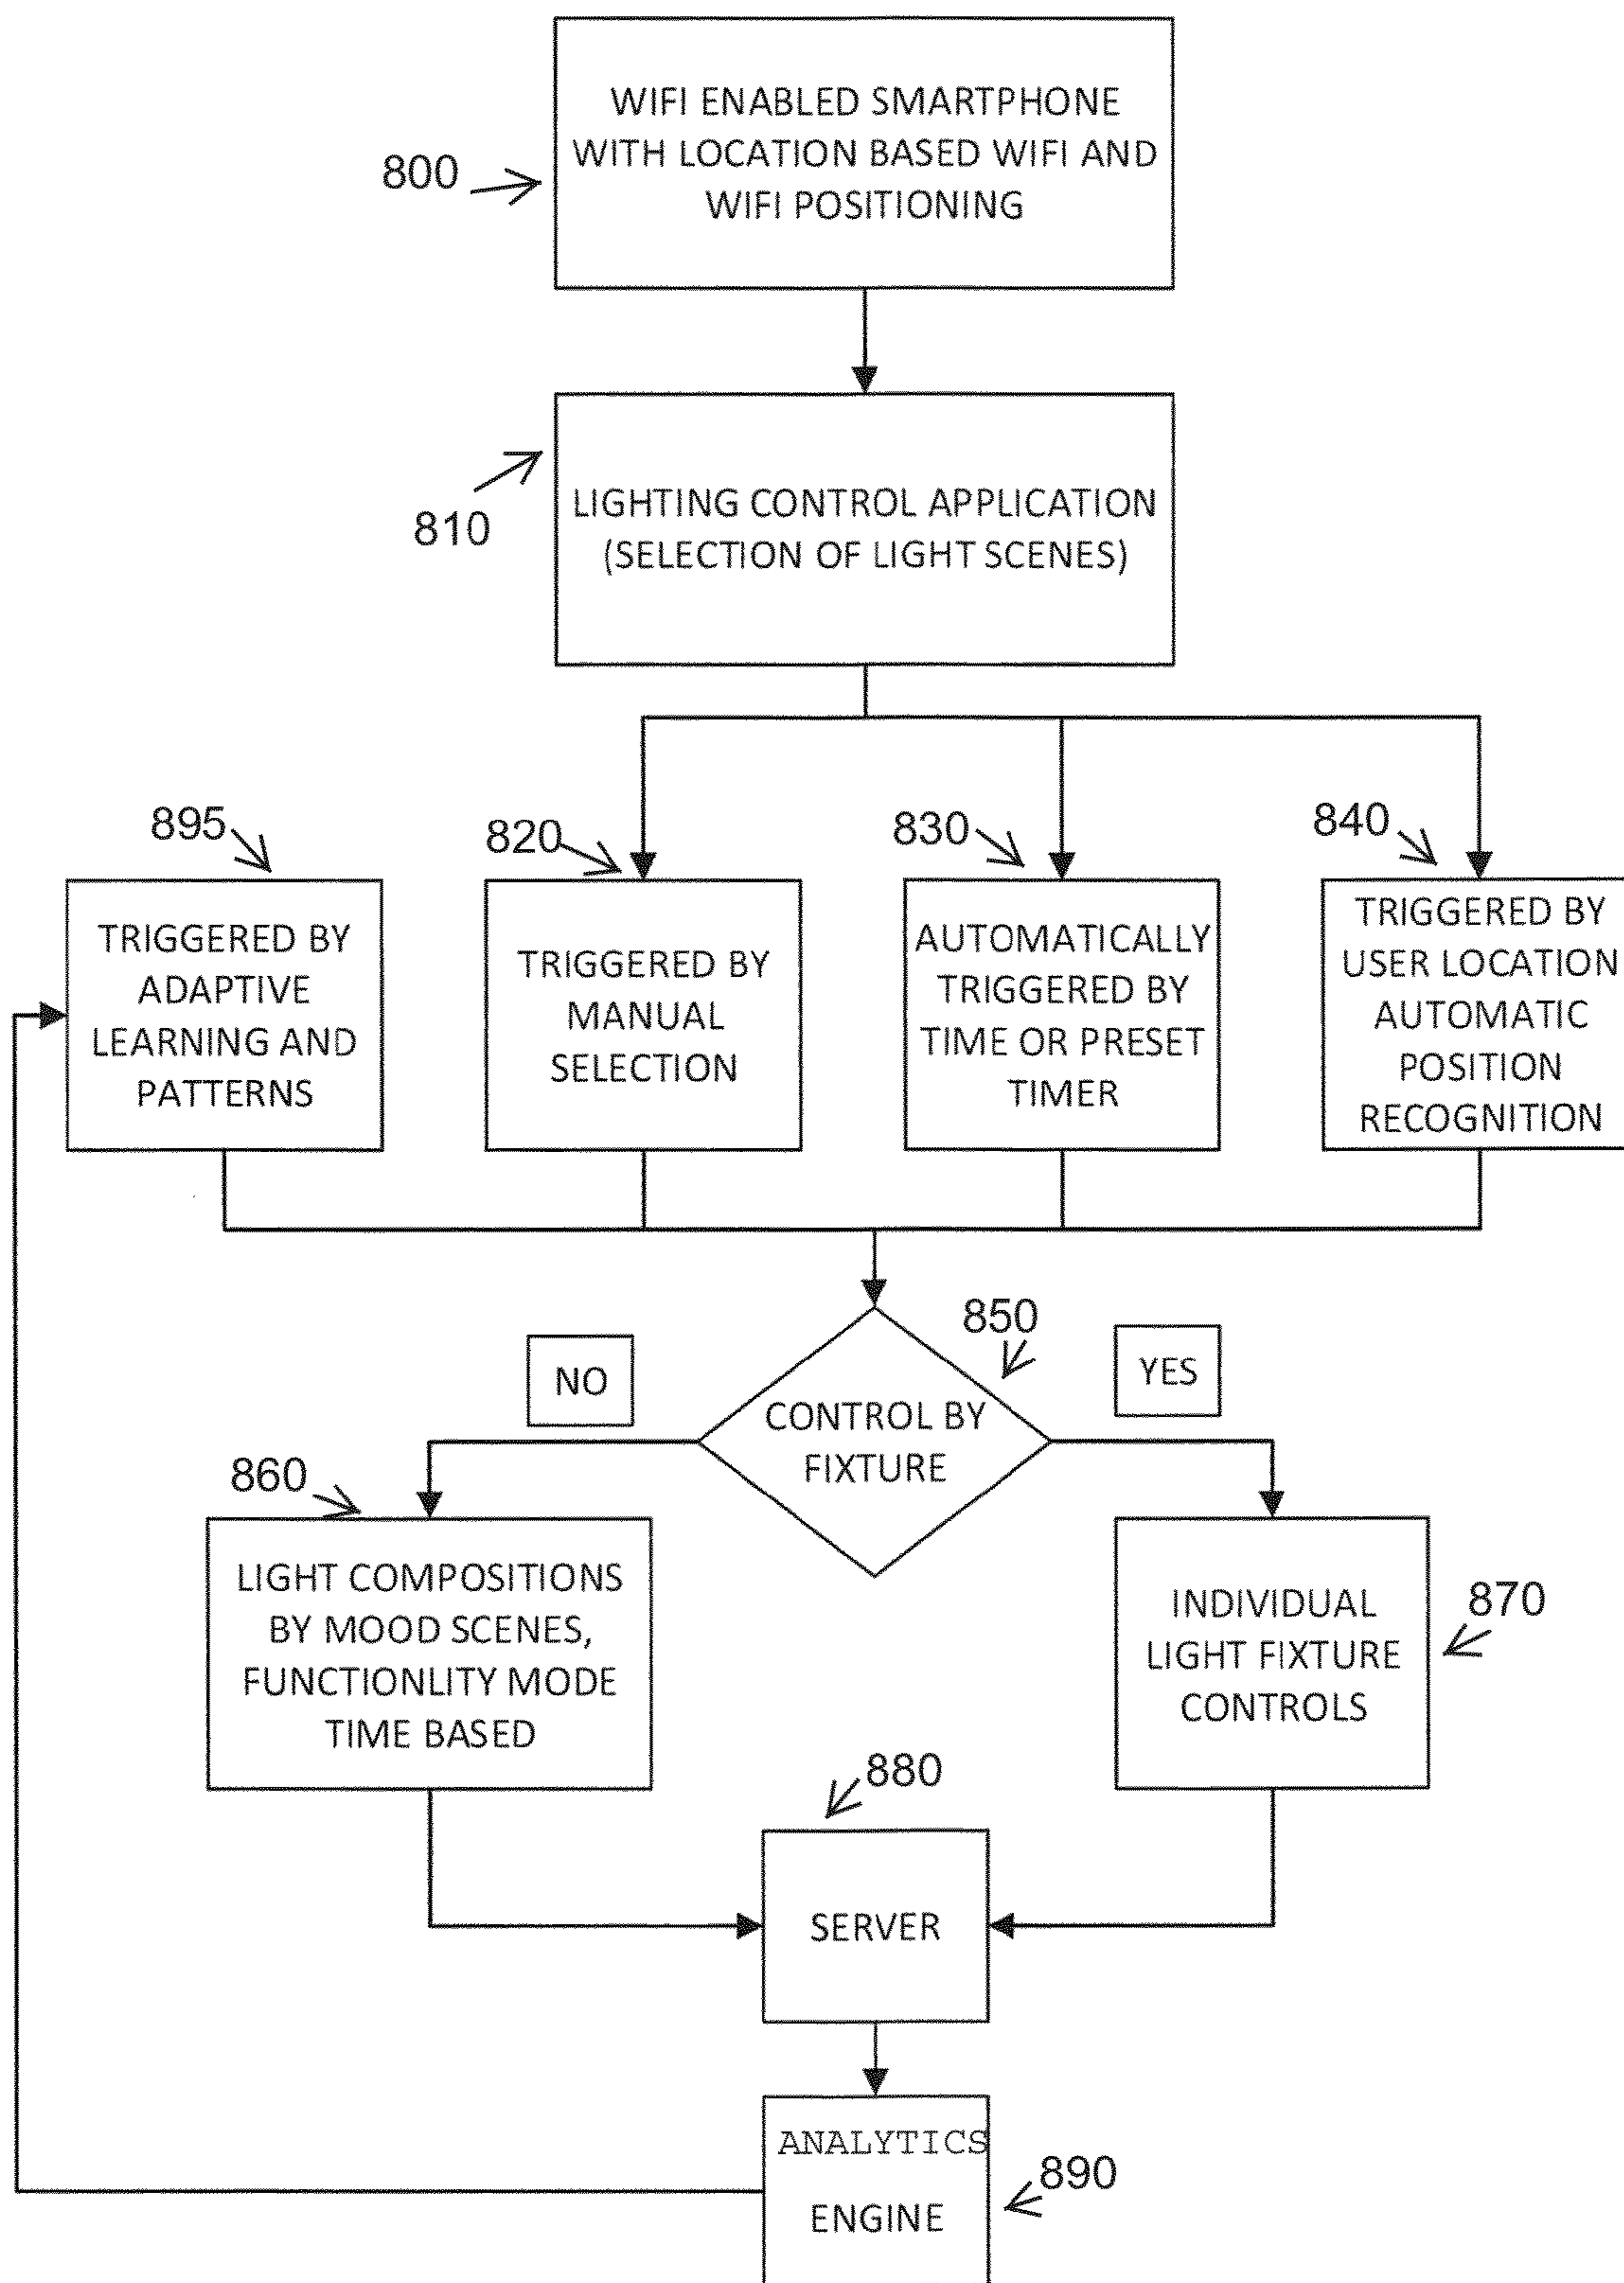 WIFI ENABLED SMARTPHONE
WITH LOCATION BASED WIFI AND
WIFI POSITIONING
800
LIGHTING CONTROL APPLICATION
(SELECTION OF LIGHT SCENES)
810
895
TRIGGERED BY
ADAPTIVE
LEARNING AND
PATTERNS
820
TRIGGERED BY
MANUAL
SELECTION
830
AUTOMATICALLY
TRIGGERED BY
TIME OR PRESET
TIMER
840
TRIGGERED BY
USER LOCATION
AUTOMATIC
POSITION
RECOGNITION
850
NO
YES
CONTROL BY
FIXTURE
860
LIGHT COMPOSITIONS
BY MOOD SCENES,
FUNCTIONLITY MODE
TIME BASED
INDIVIDUAL
LIGHT FIXTURE
CONTROLS
870
880
SERVER
ANALYTICS
ENGINE
890